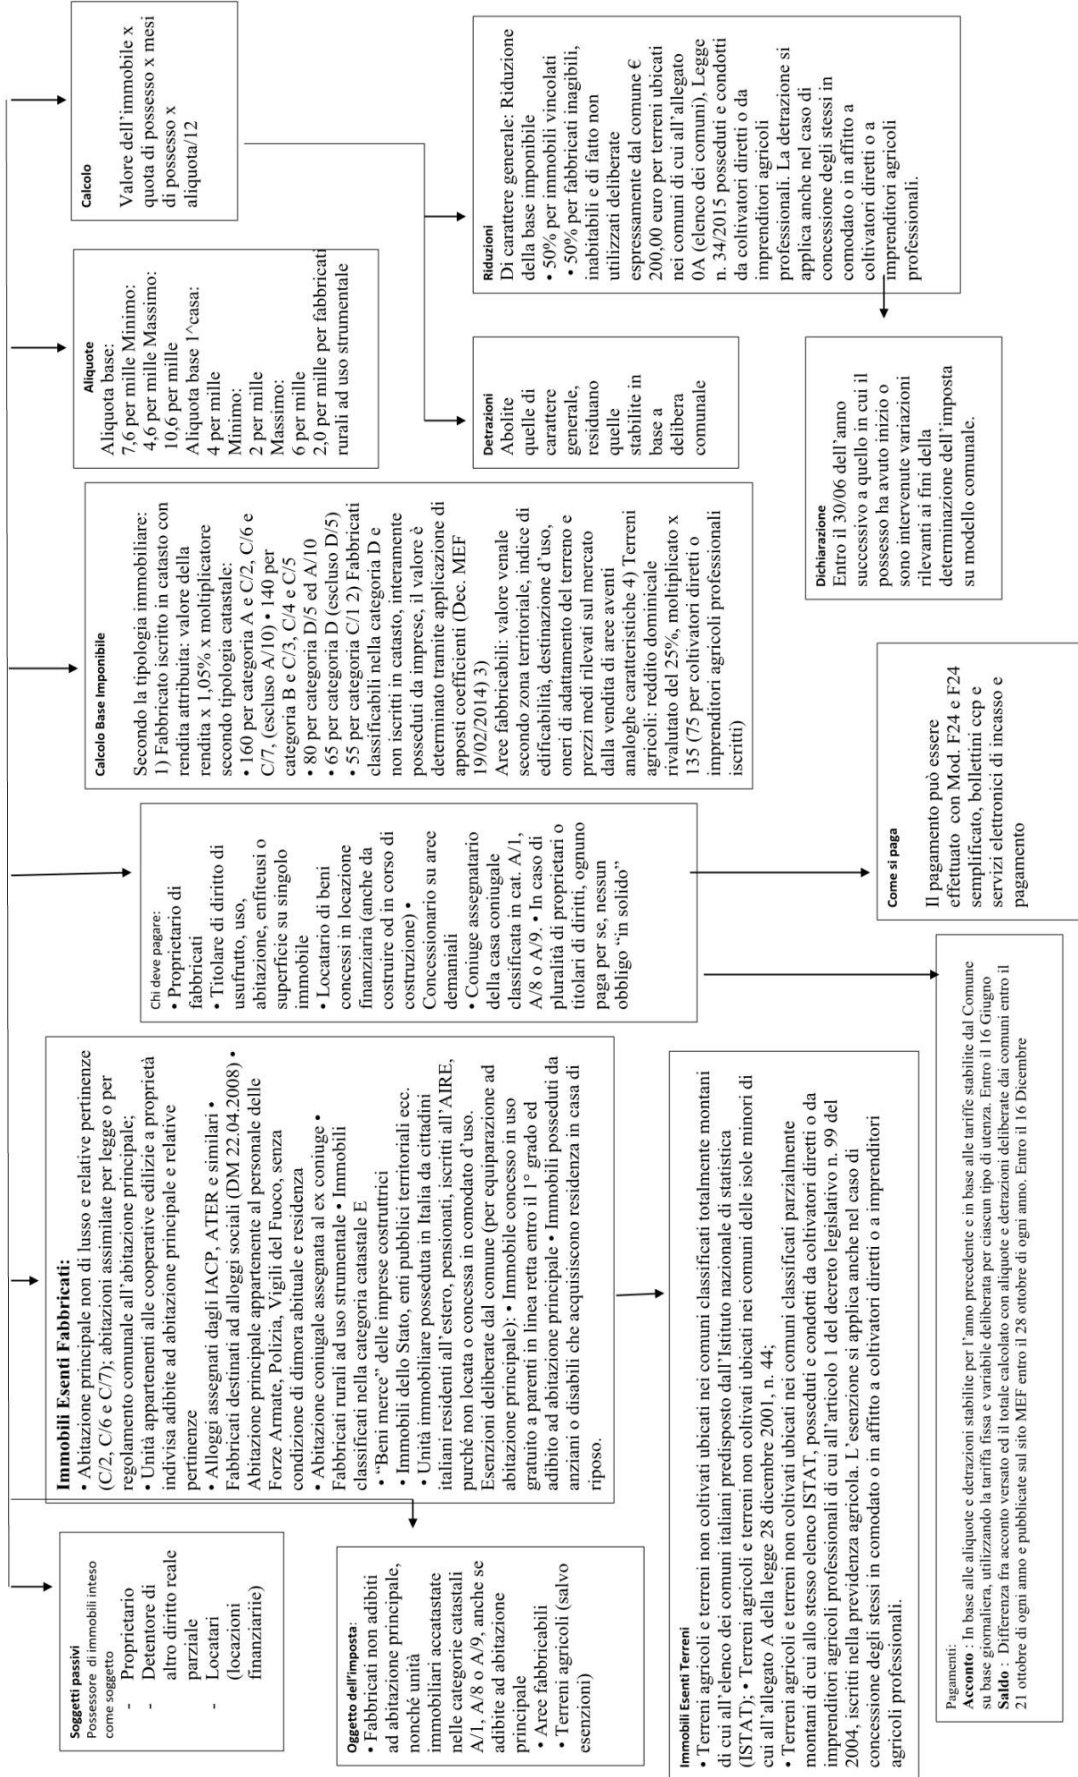 Soggetti passivi
Possessore di immobili inteso
come soggetto
- Proprietario
- Detentore di
altro diritto reale
parziale
- Locatari
(locazioni
finanziariie)
Oggetto dell'imposta:
• Fabbricati non adibiti
ad abitazione principale,
nonché unità
immobiliari accatastate
nelle categorie catastali
A/1, A/8 o A/9, anche se
adibite ad abitazione
principale
• Aree fabbricabili
• Terreni agricoli (salvo
esenzioni)
Immobili Esenti Fabbricati:
• Abitazione principale non di lusso e relative pertinenze
(C/2, C/6 e C/7); abitazioni assimilate per legge o per
regolamento comunale all'abitazione principale;
• Unità appartenenti alle cooperative edilizie a proprietà
indivisa adibite ad abitazione principale e relative
pertinenze
• Alloggi assegnati dagli IACP, ATER e similari •
Fabbricati destinati ad alloggi sociali (DM 22.04.2008) •
Abitazione principale appartenente al personale delle
Forze Armate, Polizia, Vigili del Fuoco, senza
condizione di dimora abituale e residenza
• Abitazione coniugale assegnata al ex coniuge •
Fabbricati rurali ad uso strumentale • Immobili
classificati nella categoria catastale E
• "Beni merce" delle imprese costruttrici
• Immobili dello Stato, enti pubblici territoriali ecc.
• Unità immobiliare posseduta in Italia da cittadini
italiani residenti all'estero, pensionati, iscritti all'AIRE,
purché non locata o concessa in comodato d'uso.
Esenzioni deliberate dal comune (per equiparazione ad
abitazione principale): • Immobile concesso in uso
gratuito a parenti in linea retta entro il 1° grado ed
adibito ad abitazione principale • Immobili posseduti da
anziani o disabili che acquisiscono residenza in casa di
riposo.
Immobili Esenti Terreni
• Terreni agricoli e terreni non coltivati ubicati nei comuni classificati totalmente montani
di cui all'elenco dei comuni italiani predisposto dall'Istituto nazionale di statistica
(ISTAT); • Terreni agricoli e terreni non coltivati ubicati nei comuni delle isole minori di
cui all'allegato A della legge 28 dicembre 2001, n. 44;
• Terreni agricoli e terreni non coltivati ubicati nei comuni classificati parzialmente
montani di cui allo stesso elenco ISTAT, posseduti e condotti da coltivatori diretti o da
imprenditori agricoli professionali di cui all'articolo 1 del decreto legislativo n. 99 del
2004, iscritti nella previdenza agricola. L'esenzione si applica anche nel caso di
concessione degli stessi in comodato o in affitto a coltivatori diretti o a imprenditori
agricoli professionali.
Chi deve pagare:
• Proprietario di
fabbricati
• Titolare di diritto di
usufrutto, uso,
abitazione, enfiteusi o
superficie su singolo
immobile
• Locatario di beni
concessi in locazione
finanziaria (anche da
costruire od in corso di
costruzione) •
Concessionario su aree
demaniali
• Coniuge assegnatario
della casa coniugale
classificata in cat. A/1,
A/8 o A/9. • In caso di
pluralità di proprietari o
titolari di diritti, ognuno
paga per se, nessun
obbligo "in solido"
Pagamenti:
Acconto : In base alle aliquote e detrazioni stabilite per l'anno precedente e in base alle tariffe stabilite dal Comune
su base giornaliera, utilizzando la tariffa fissa e variabile deliberata per ciascun tipo di utenza. Entro il 16 Giugno
Saldo : Differenza fra acconto versato ed il totale calcolato con aliquote e detrazioni deliberate dai comuni entro il
21 ottobre di ogni anno e pubblicate sul sito MEF entro il 28 ottobre di ogni anno. Entro il 16 Dicembre
Come si paga
Il pagamento può essere
effettuato con Mod. F24 e F24
semplificato, bollettini ccp e
servizi elettronici di incasso e
pagamento
Calcolo Base Imponibile
Secondo la tipologia immobiliare:
1) Fabbricato iscritto in catasto con
rendita attribuita: valore della
rendita x 1,05% x moltiplicatore
secondo tipologia catastale:
• 160 per categoria A e C/2, C/6 e
C/7, (escluso A/10) • 140 per
categoria B e C/3, C/4 e C/5
• 80 per categoria D/5 ed A/10
• 65 per categoria D (escluso D/5)
• 55 per categoria C/1 2) Fabbricati
classificabili nella categoria D e
non iscritti in catasto, interamente
posseduti da imprese, il valore è
determinato tramite applicazione di
apposti coefficienti (Dec. MEF
19/02/2014) 3)
Aree fabbricabili: valore venale
secondo zona territoriale, indice di
edificabilità, destinazione d'uso,
oneri di adattamento del terreno e
prezzi medi rilevati sul mercato
dalla vendita di aree aventi
analoghe caratteristiche 4) Terreni
agricoli: reddito dominicale
rivalutato del 25%, moltiplicato x
135 (75 per coltivatori diretti o
imprenditori agricoli professionali
iscritti)
Aliquote
Aliquota base:
7,6 per mille Minimo:
4,6 per mille Massimo:
10,6 per mille
Aliquota base 1^casa:
4 per mille
Minimo:
2 per mille
Massimo:
6 per mille
2,0 per mille per fabbricati
rurali ad uso strumentale
Calcolo
Valore dell'immobile x
quota di possesso x mesi
di possesso x
aliquota/12
Detrazioni
Abolite
quelle di
carattere
generale,
residuano
quelle
stabilite in
base a
delibera
comunale
Riduzioni
Di carattere generale: Riduzione
della base imponibile
• 50% per immobili vincolati
• 50% per fabbricati inagibili,
inabitabili e di fatto non
utilizzati deliberate
espressamente dal comune €
200,00 euro per terreni ubicati
nei comuni di cui all'allegato
0A (elenco dei comuni), Legge
n. 34/2015 posseduti e condotti
da coltivatori diretti o da
imprenditori agricoli
professionali. La detrazione si
applica anche nel caso di
concessione degli stessi in
comodato o in affitto a
coltivatori diretti o a
imprenditori agricoli
professionali.
Dichiarazione
Entro il 30/06 dell'anno
successivo a quello in cui il
possesso ha avuto inizio o
sono intervenute variazioni
rilevanti ai fini della
determinazione dell'imposta
su modello comunale.